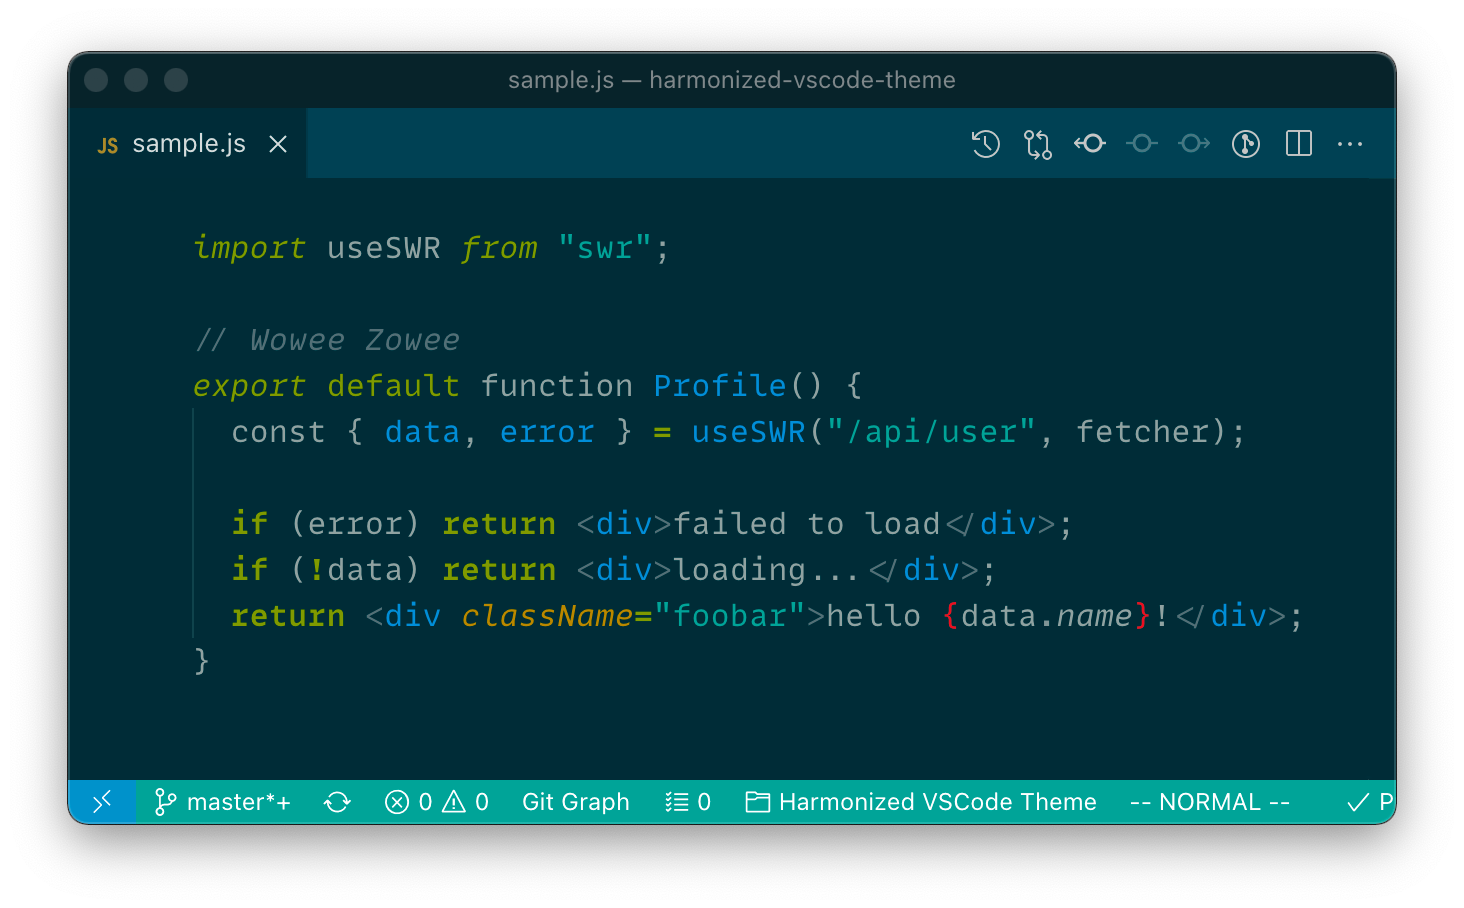 sample.js — harmonized-vscode-theme
JS sample.js
import useSWR from "swr";
// Wowee Zowee
export default function Profile() {
const { data, error } = useSWR("/api/user", fetcher);
if (error) return <div>failed to load</div>;
if (!data) return <div>loading...</div>;
return <div className="foobar">hello {data.name}!</div>;
}
master*+ 0 0 Git Graph 0 Harmonized VSCode Theme -- NORMAL -- P